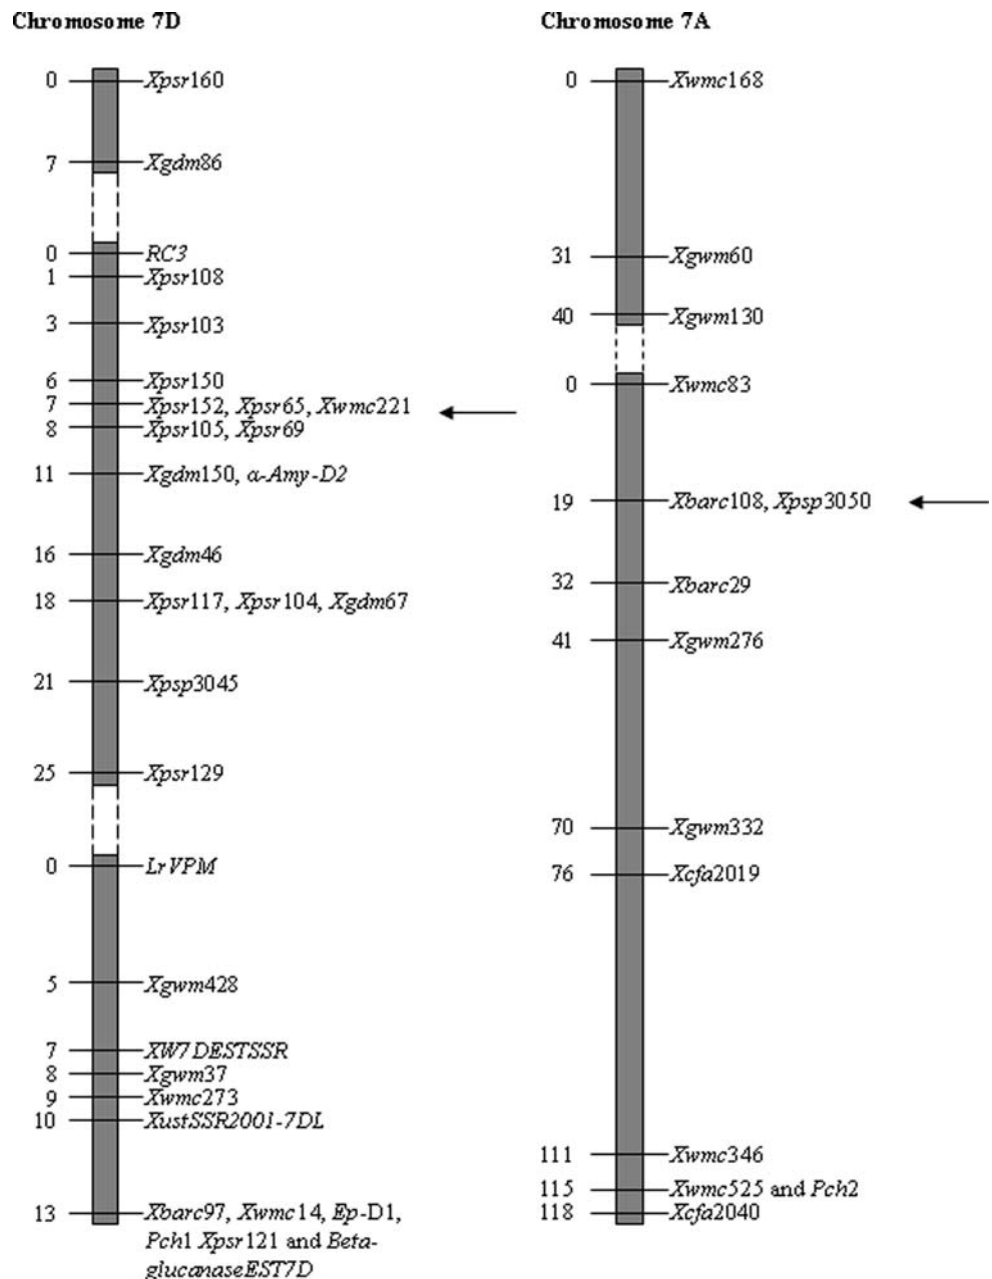 Chromosome 7D
0 Xpsr160
7 Xgdm86
0 RC3
1 Xpsr108
3 Xpsr103
6 Xpsr150
7 Xpsr152, Xpsr65, Xwmc221
8 Xpsr105, Xpsr69
11 Xgdm150, α-Amy-D2
16 Xgdm46
18 Xpsr117, Xpsr104, Xgdm67
21 Xpsp3045
25 Xpsr129
0 LrVPM
5 Xgwm428
7 XW7DESTSSR
8 Xgwm37
9 Xwmc273
10 XustSSR2001-7DL
13 Xbarc97, Xwmc14, Ep-D1,
Pch1 Xpsr121 and Beta-
glucanaseEST7D
Chromosome 7A
0 Xwmc168
31 Xgwm60
40 Xgwm130
0 Xwmc83
19 Xbarc108, Xpsp3050
32 Xbarc29
41 Xgwm276
70 Xgwm332
76 Xcfa2019
111 Xwmc346
115 Xwmc525 and Pch2
118 Xcfa2040